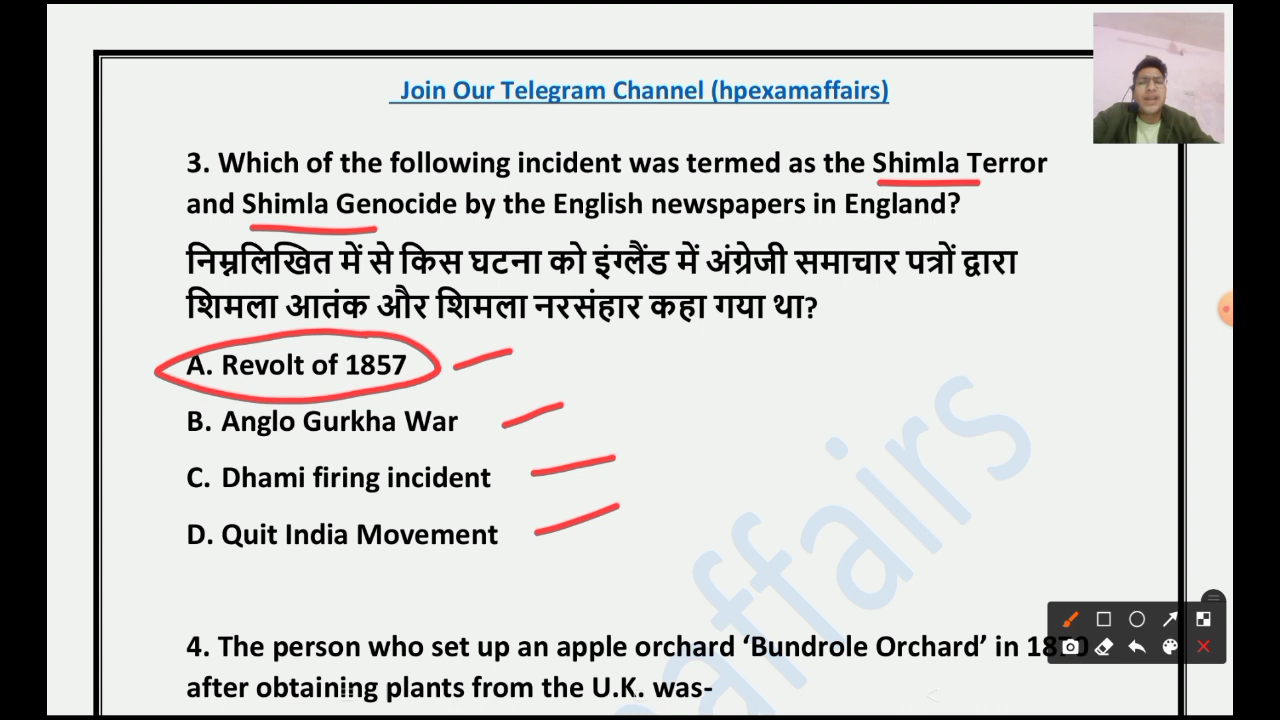 Join Our Telegram Channel (hpexamaffairs)
3. Which of the following incident was termed as the Shimla Terror
and Shimla Genocide by the English newspapers in England?
निम्नलिखित में से किस घटना को इंग्लैंड में अंग्रेजी समाचार पत्रों द्वारा
शिमला आतंक और शिमला नरसंहार कहा गया था?
A. Revolt of 1857
B. Anglo Gurkha War
C. Dhami firing incident
D. Quit India Movement
affairs
4. The person who set up an apple orchard ‘Bundrole Orchard’ in 1870
after obtaining plants from the U.K. was-